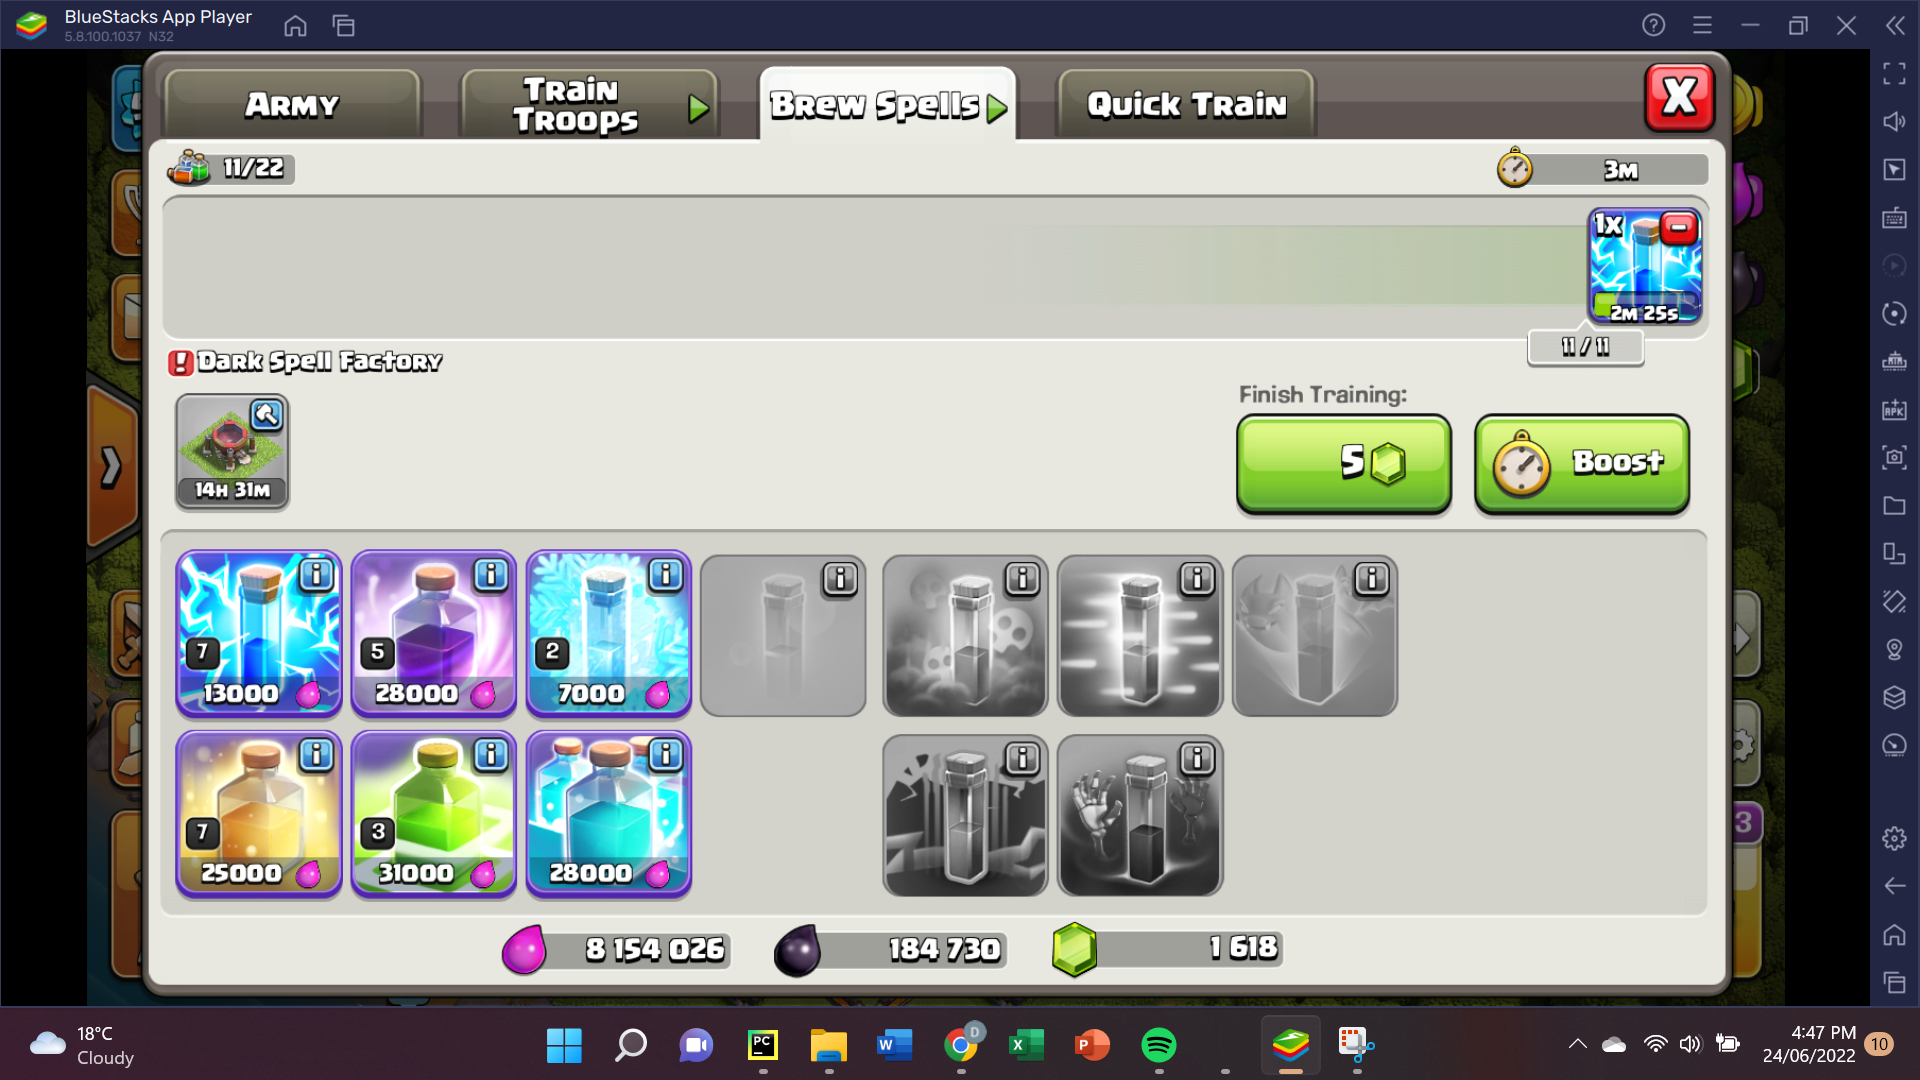 BlueStacks App Player
5.8.100.1037 N32
Army
Train Troops
Brew Spells
Quick Train
X
11/22
3m
1x
2m 25s
11 / 11
Dark Spell Factory
14h 31m
Finish Training:
5
Boost
7
13000
5
28000
2
7000
7
25000
3
31000
28000
3
8 154 026
184 730
1 618
18°C
Cloudy
PC
W
D
X
P
4:47 PM
24/06/2022
10
APK